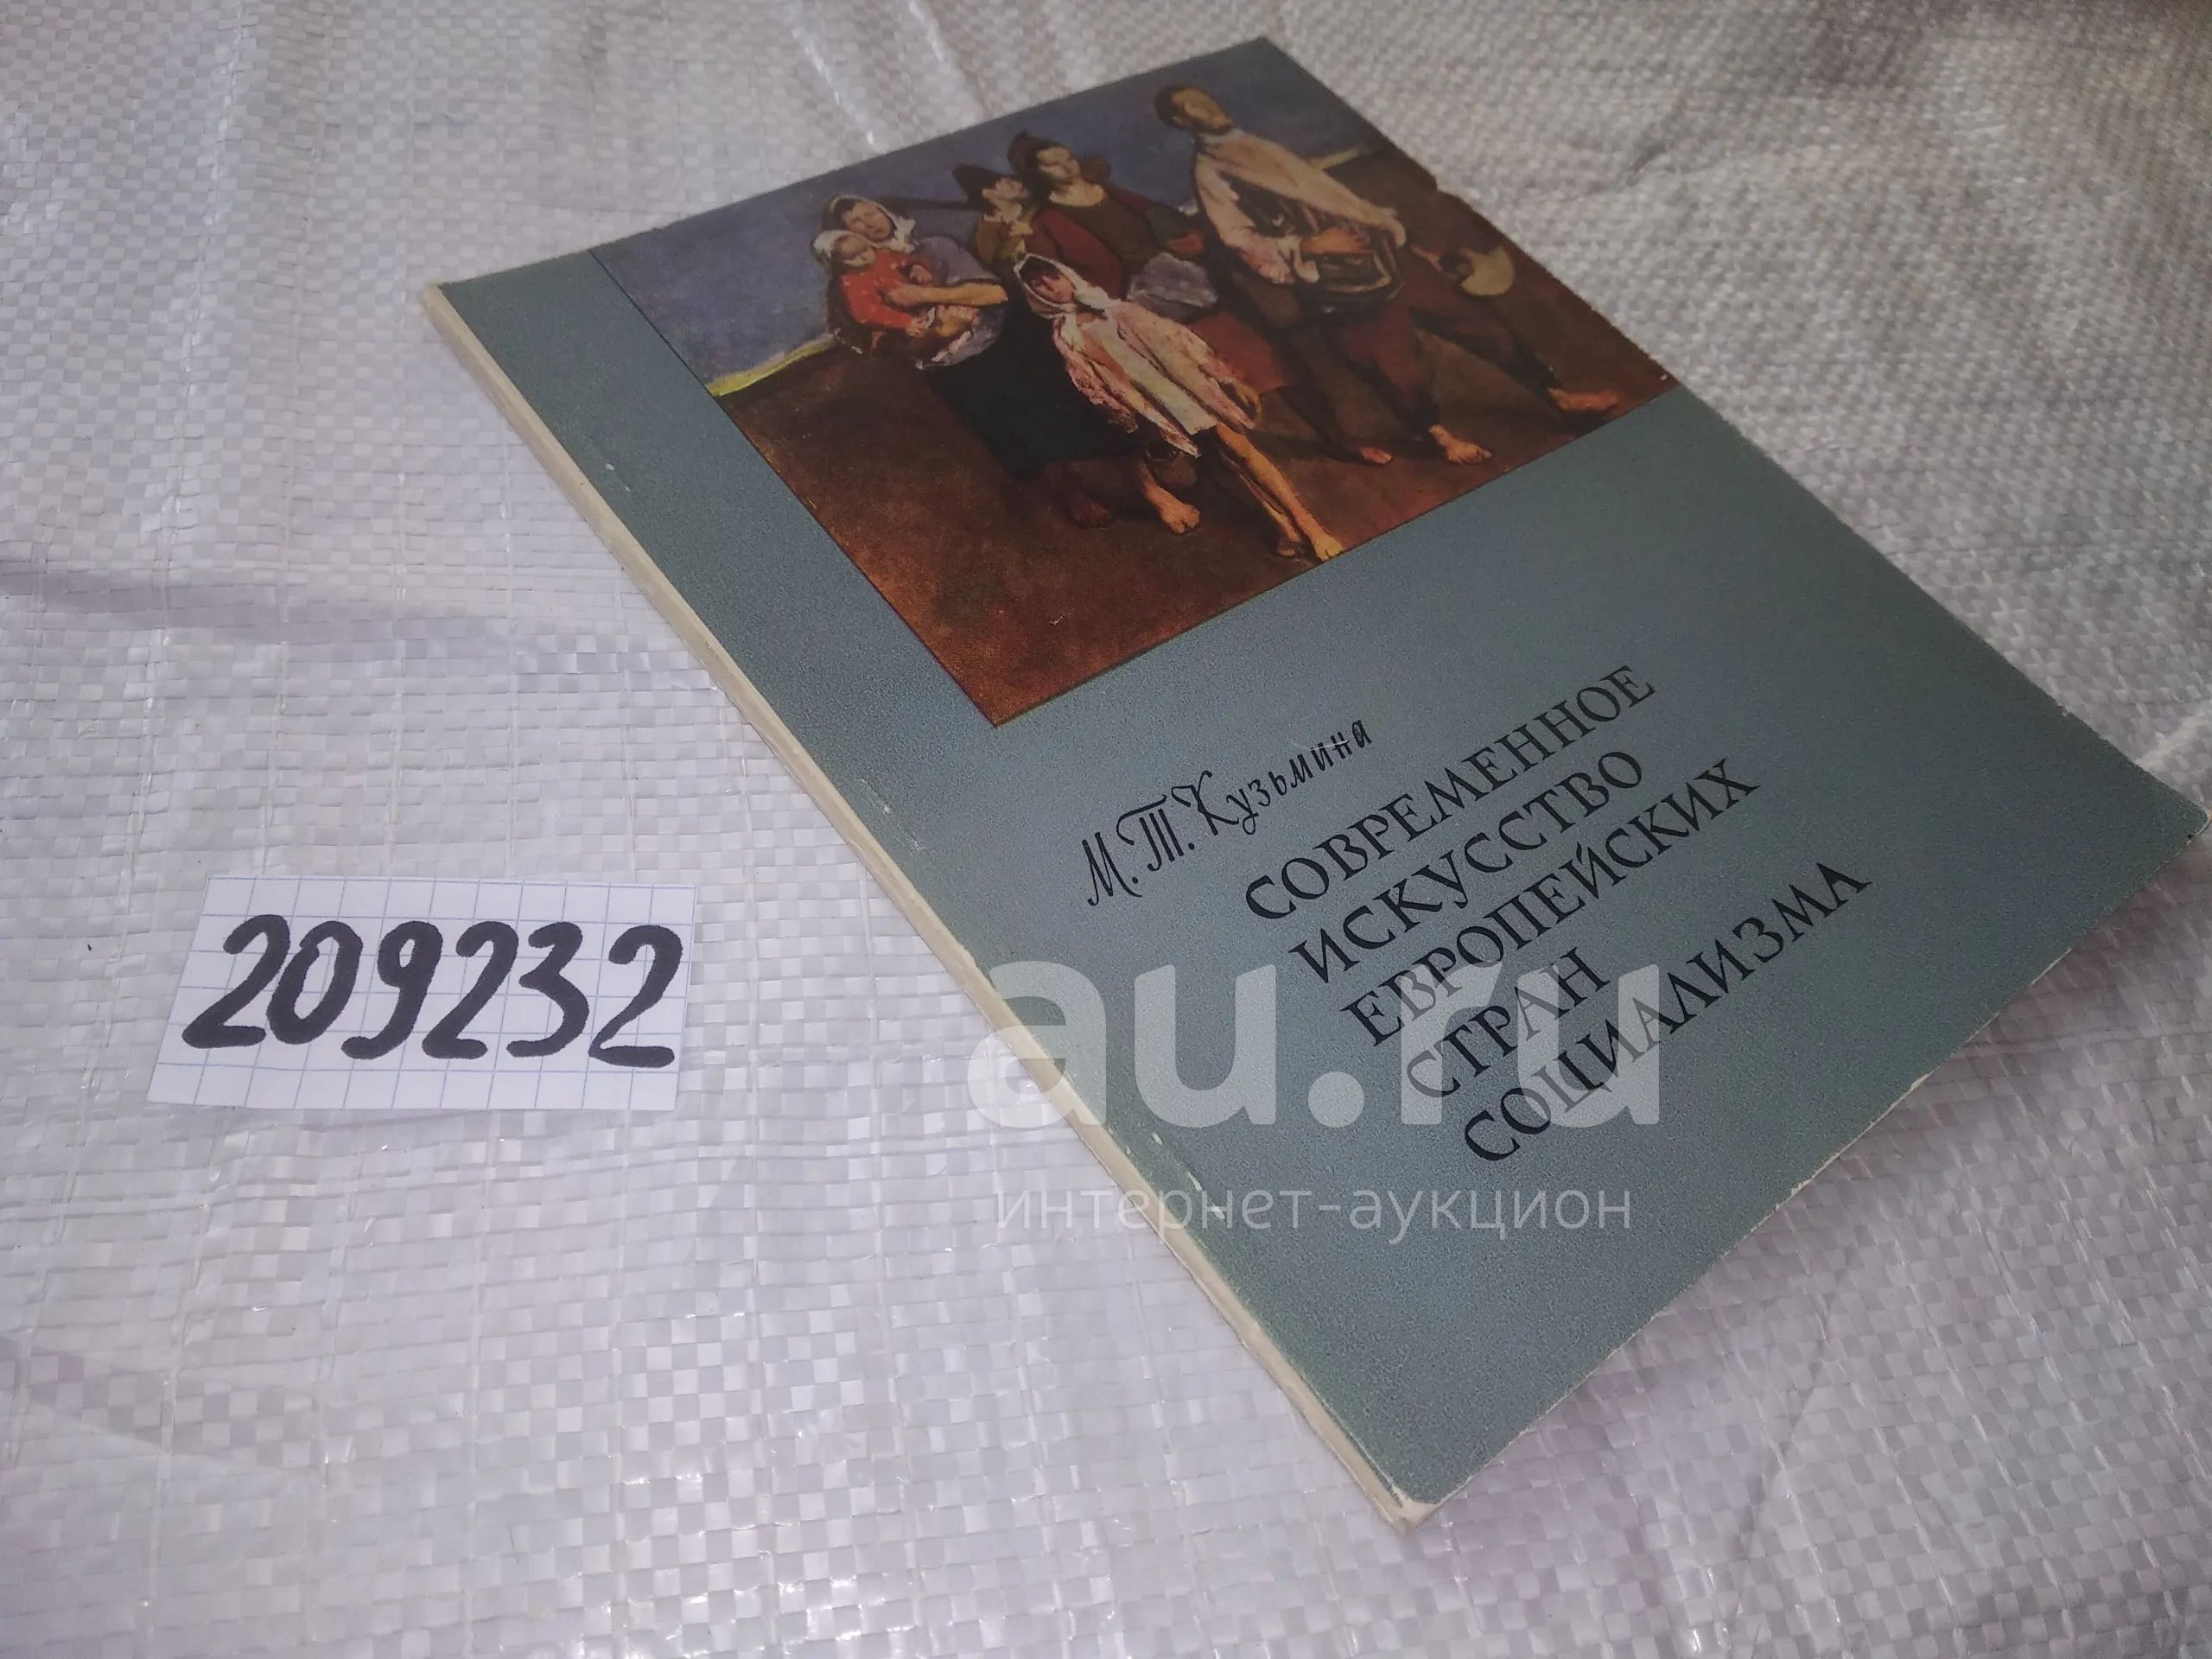 М.Т. Кузьмина
СОВРЕМЕННОЕ
ИСКУССТВО
ЕВРОПЕЙСКИХ
СТРАН
СОЦИАЛИЗМА
209232
au.ru
интернет-аукцион